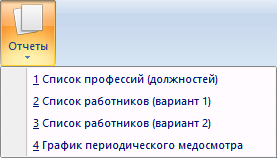 Отчеты
1 Список профессий (должностей)
2 Список работников (вариант 1)
3 Список работников (вариант 2)
4 График периодического медосмотра